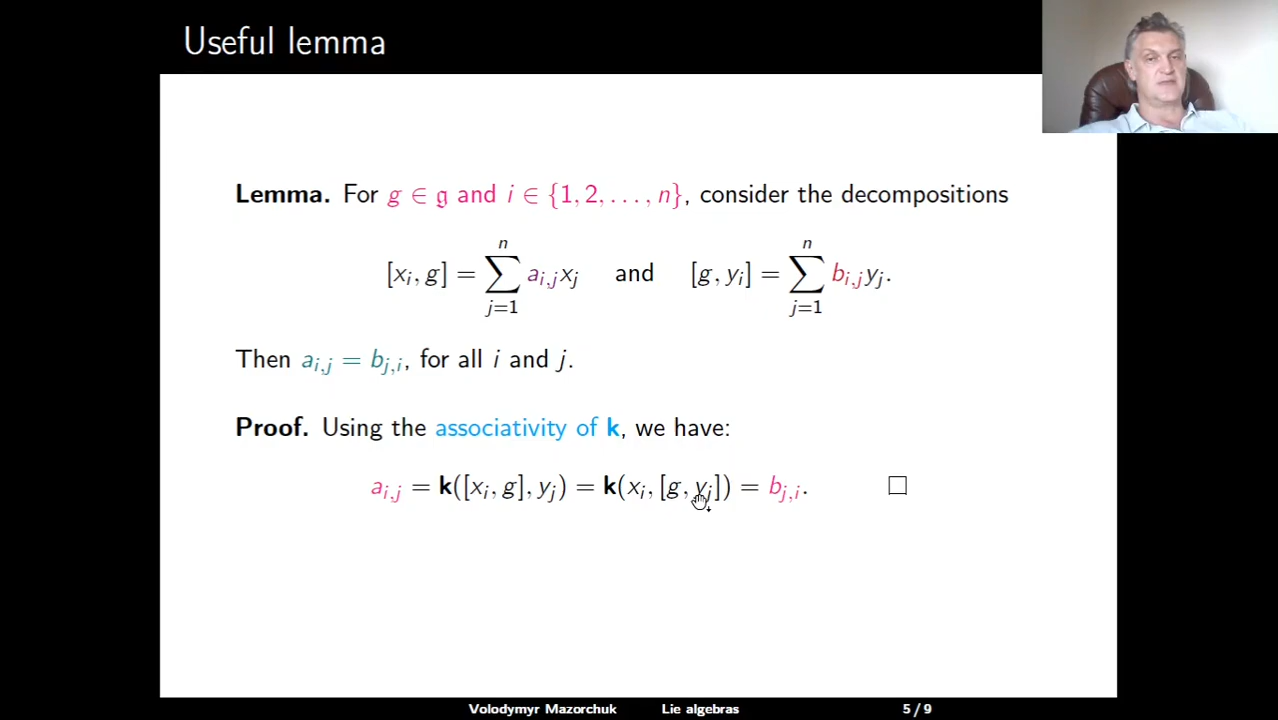 Useful lemma
Lemma. For g ∈ 𝔤 and i ∈ {1, 2, . . . , n}, consider the decompositions
[x_i, g] = \sum_{j=1}^{n} a_{i,j} x_j and [g, y_i] = \sum_{j=1}^{n} b_{i,j} y_j.
Then a_{i,j} = b_{j,i}, for all i and j.
Proof. Using the associativity of k, we have:
a_{i,j} = k([x_i, g], y_j) = k(x_i, [g, y_j]) = b_{j,i}. □
Volodymyr Mazorchuk Lie algebras 5 / 9